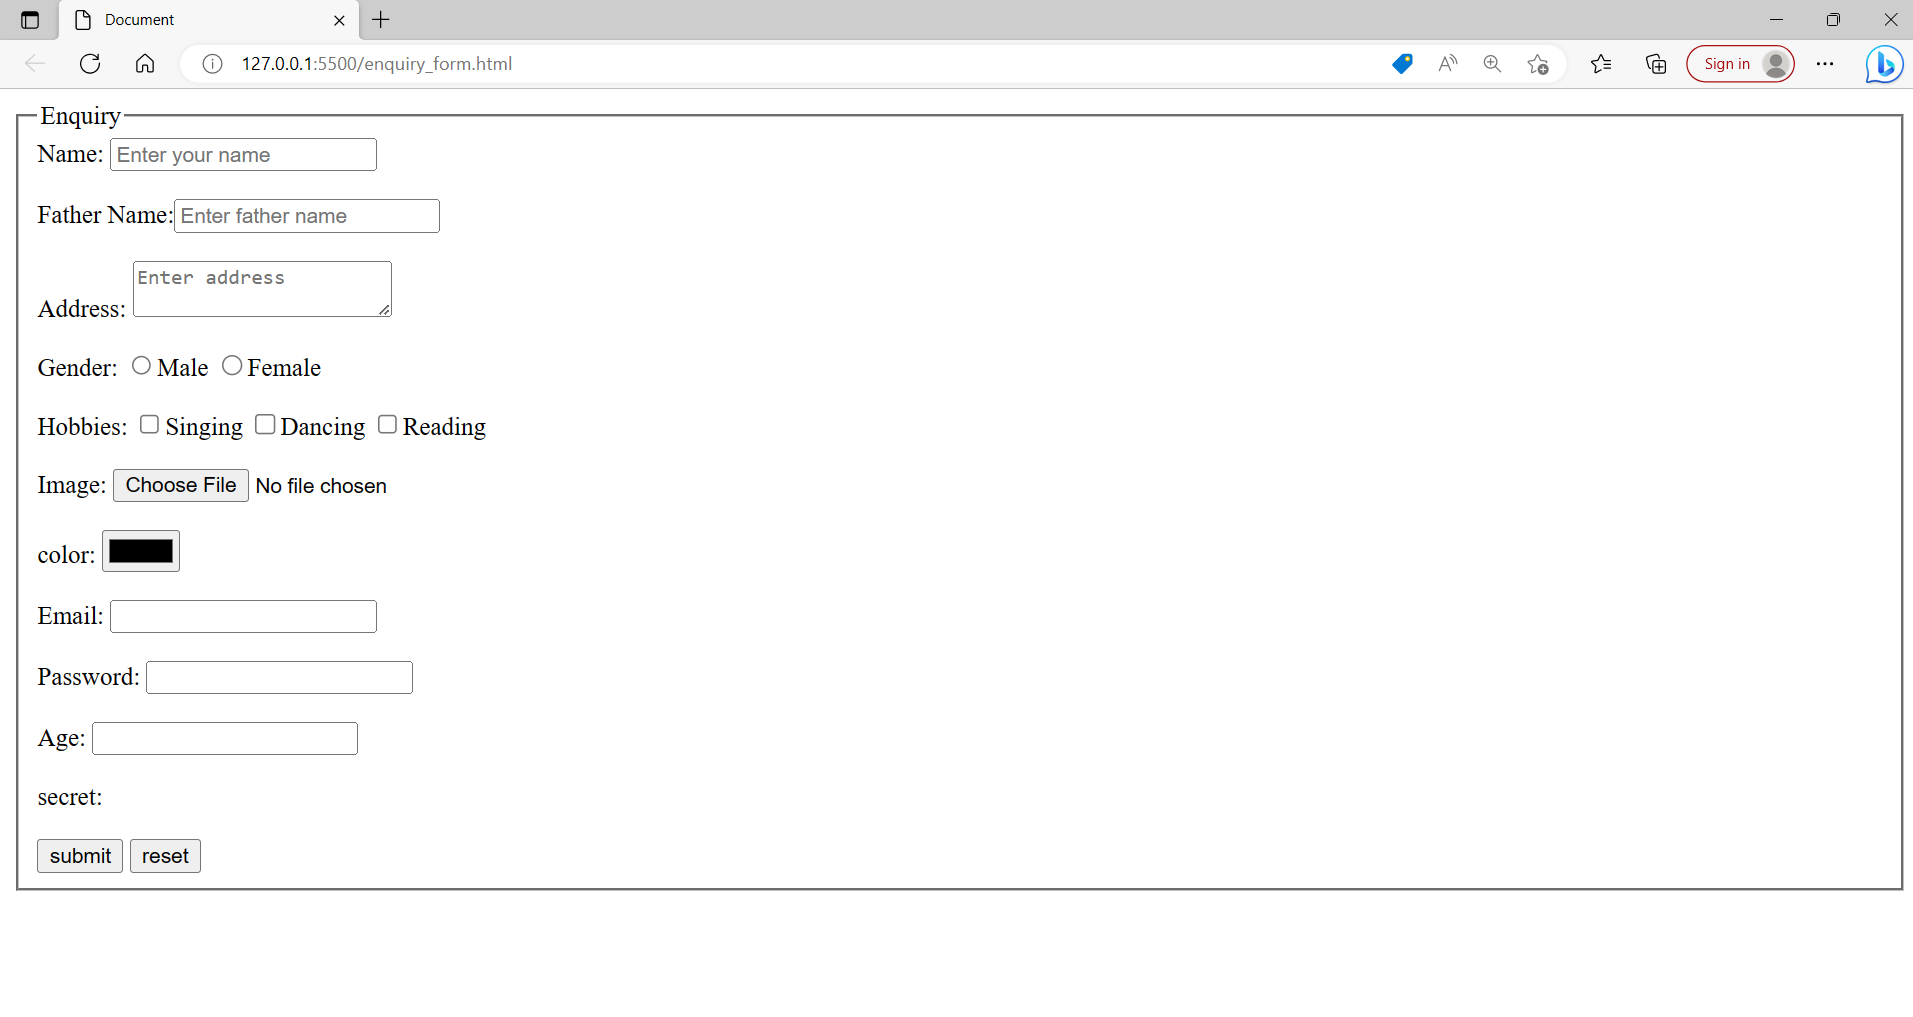 Document
127.0.0.1:5500/enquiry_form.html
Sign in
Enquiry
Name: Enter your name
Father Name: Enter father name
Address: Enter address
Gender: Male Female
Hobbies: Singing Dancing Reading
Image: Choose File No file chosen
color:
Email:
Password:
Age:
secret:
submit reset